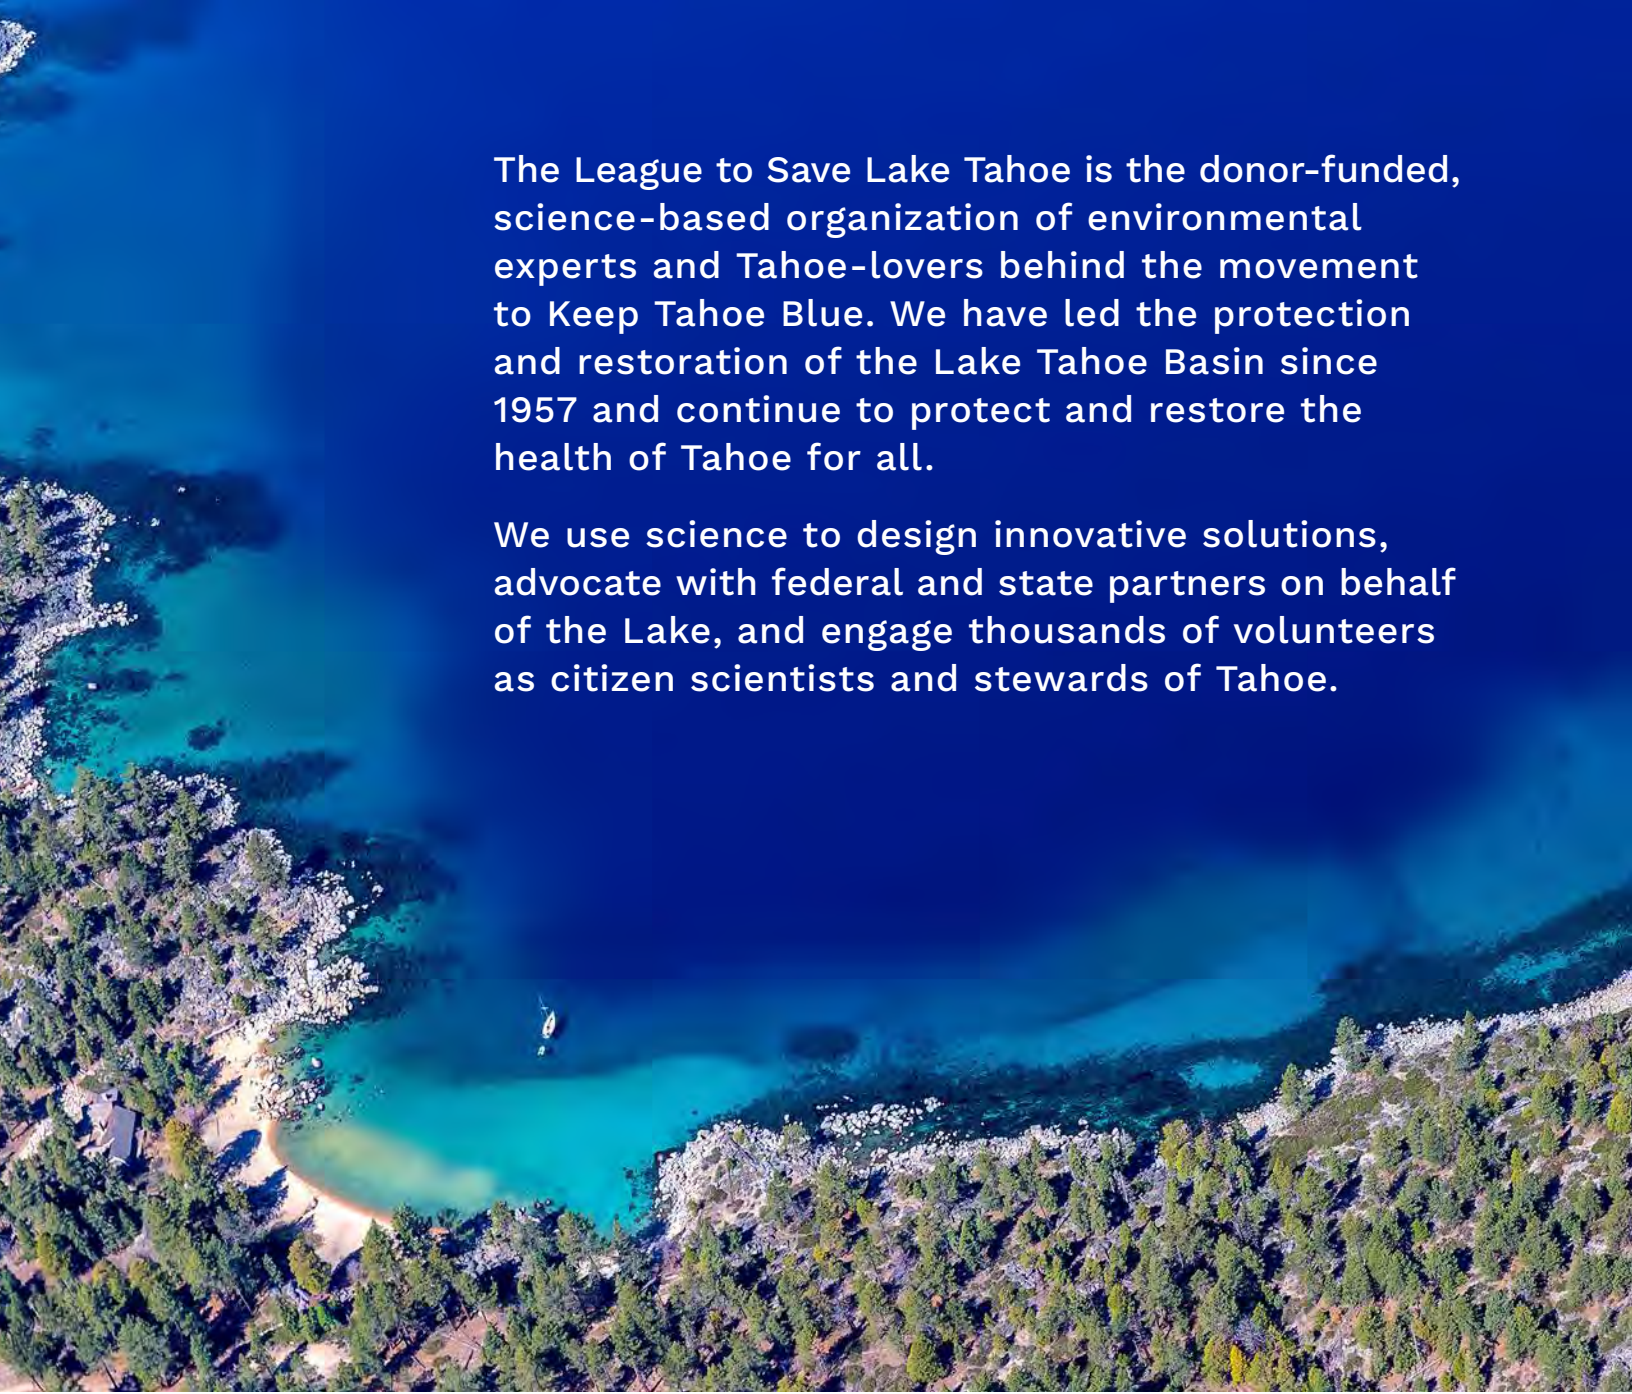 The League to Save Lake Tahoe is the donor-funded,
science-based organization of environmental
experts and Tahoe-lovers behind the movement
to Keep Tahoe Blue. We have led the protection
and restoration of the Lake Tahoe Basin since
1957 and continue to protect and restore the
health of Tahoe for all.
We use science to design innovative solutions,
advocate with federal and state partners on behalf
of the Lake, and engage thousands of volunteers
as citizen scientists and stewards of Tahoe.